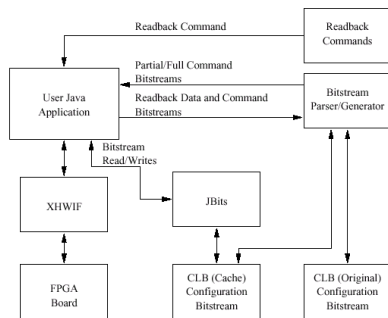 Readback Command
Readback
Commands
Partial/Full Command
Bitstreams
User Java
Application
Readback Data and Command
Bitstreams
Bitstream
Parser/Generator
Bitstream
Read/Writes
XHWIF
JBits
FPGA
Board
CLB (Cache)
Configuration
Bitstream
CLB (Original)
Configuration
Bitstream